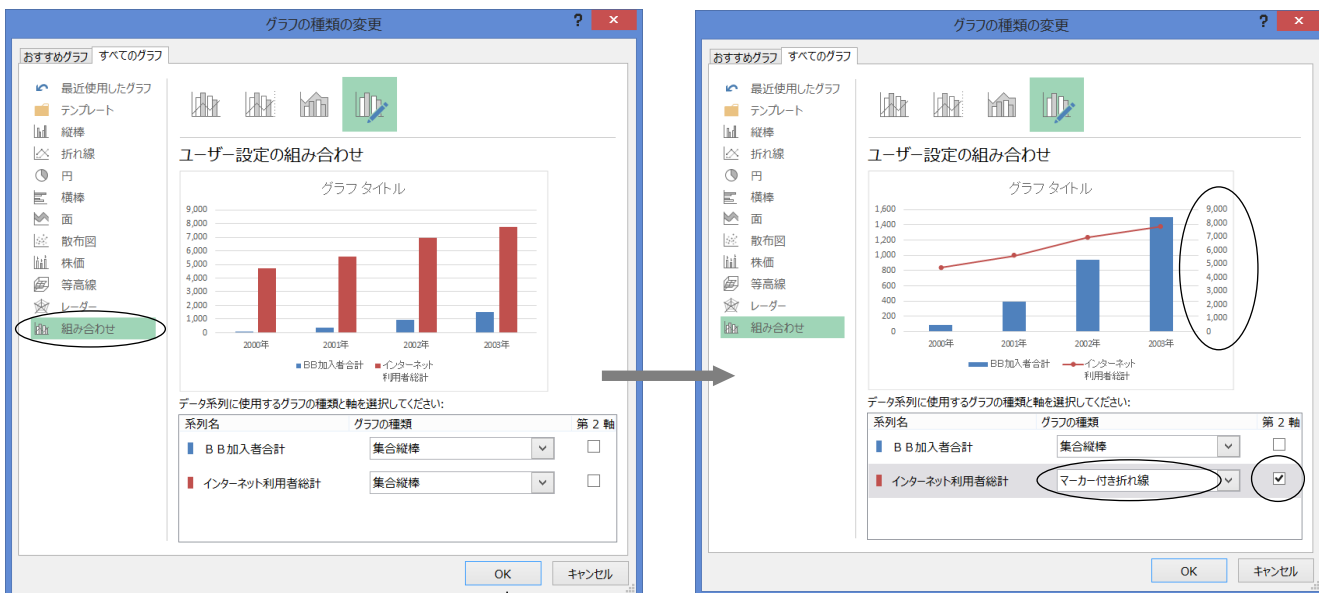 グラフの種類の変更
? ×
おすすめグラフ すべてのグラフ
最近使用したグラフ
テンプレート
縦棒
折れ線
円
横棒
面
散布図
株価
等高線
レーダー
組み合わせ
ユーザー設定の組み合わせ
グラフ タイトル
9,000
8,000
7,000
6,000
5,000
4,000
3,000
2,000
1,000
0
2000年 2001年 2002年 2003年
BB加入者合計 インターネット
利用者総計
データ系列に使用するグラフの種類と軸を選択してください:
系列名 グラフの種類 第 2 軸
ＢＢ加入者合計 集合縦棒
インターネット利用者総計 集合縦棒
OK キャンセル
グラフの種類の変更
? ×
おすすめグラフ すべてのグラフ
最近使用したグラフ
テンプレート
縦棒
折れ線
円
横棒
面
散布図
株価
等高線
レーダー
組み合わせ
ユーザー設定の組み合わせ
グラフ タイトル
1,600
1,400
1,200
1,000
800
600
400
200
0
9,000
8,000
7,000
6,000
5,000
4,000
3,000
2,000
1,000
0
2000年 2001年 2002年 2003年
BB加入者合計 インターネット
利用者総計
データ系列に使用するグラフの種類と軸を選択してください:
系列名 グラフの種類 第 2 軸
ＢＢ加入者合計 集合縦棒
インターネット利用者総計 マーカー付き折れ線
OK キャンセル